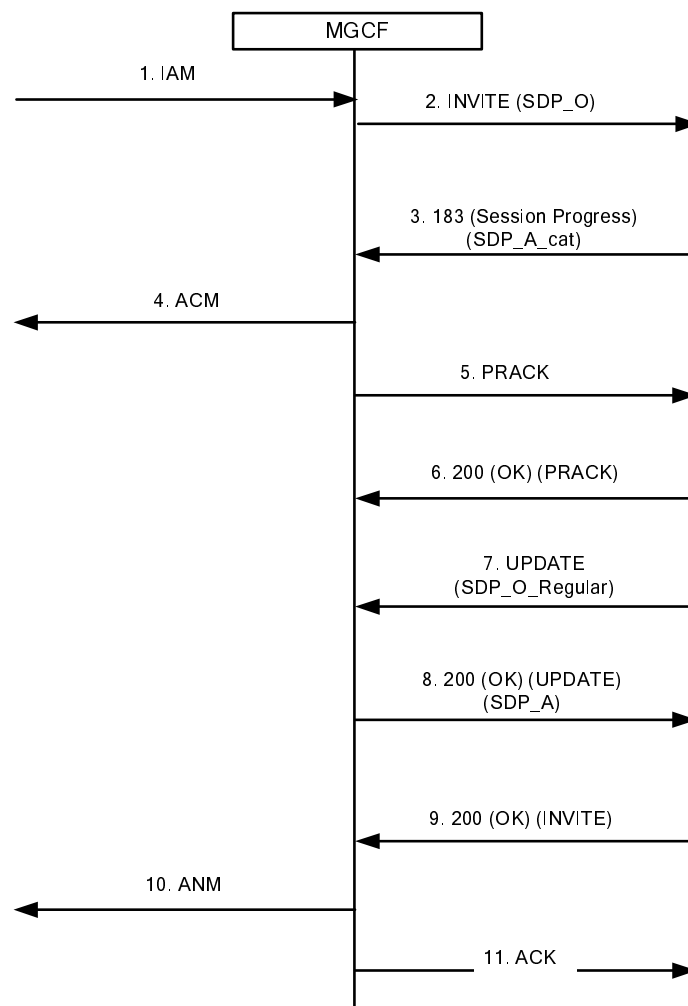 MGCF
1. IAM
2. INVITE (SDP_O)
3. 183 (Session Progress)
(SDP_A_cat)
4. ACM
5. PRACK
6. 200 (OK) (PRACK)
7. UPDATE
(SDP_O_Regular)
8. 200 (OK) (UPDATE)
(SDP_A)
9. 200 (OK) (INVITE)
10. ANM
11. ACK